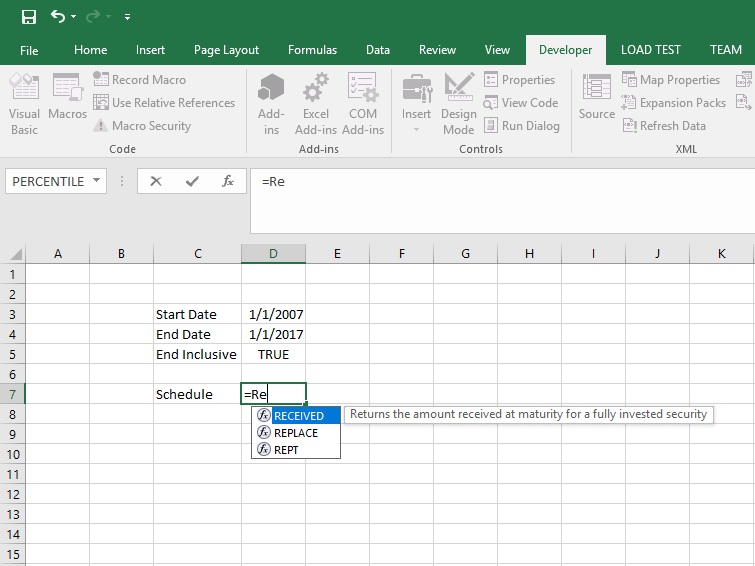 File Home Insert Page Layout Formulas Data Review View Developer LOAD TEST TEAM
Visual Basic
Macros
Record Macro
Use Relative References
Macro Security
Code
Add-ins
Excel Add-ins
COM Add-ins
Add-ins
Insert
Design Mode
Properties
View Code
Run Dialog
Controls
Source
Map Properties
Expansion Packs
Refresh Data
XML
PERCENTILE fx =Re
A B C D E F G H I J K
1
2
3 Start Date 1/1/2007
4 End Date 1/1/2017
5 End Inclusive TRUE
6
7 Schedule =Re
8 fx RECEIVED Returns the amount received at maturity for a fully invested security
9 fx REPLACE
10 fx REPT
11
12
13
14
15